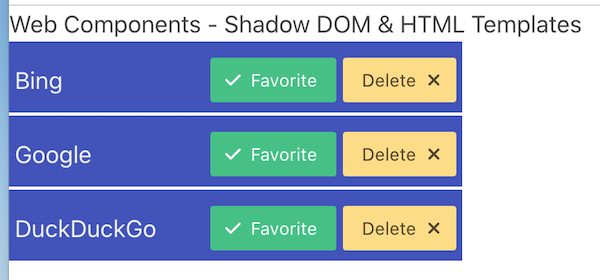 Web Components - Shadow DOM & HTML Templates
Bing Favorite Delete
Google Favorite Delete
DuckDuckGo Favorite Delete